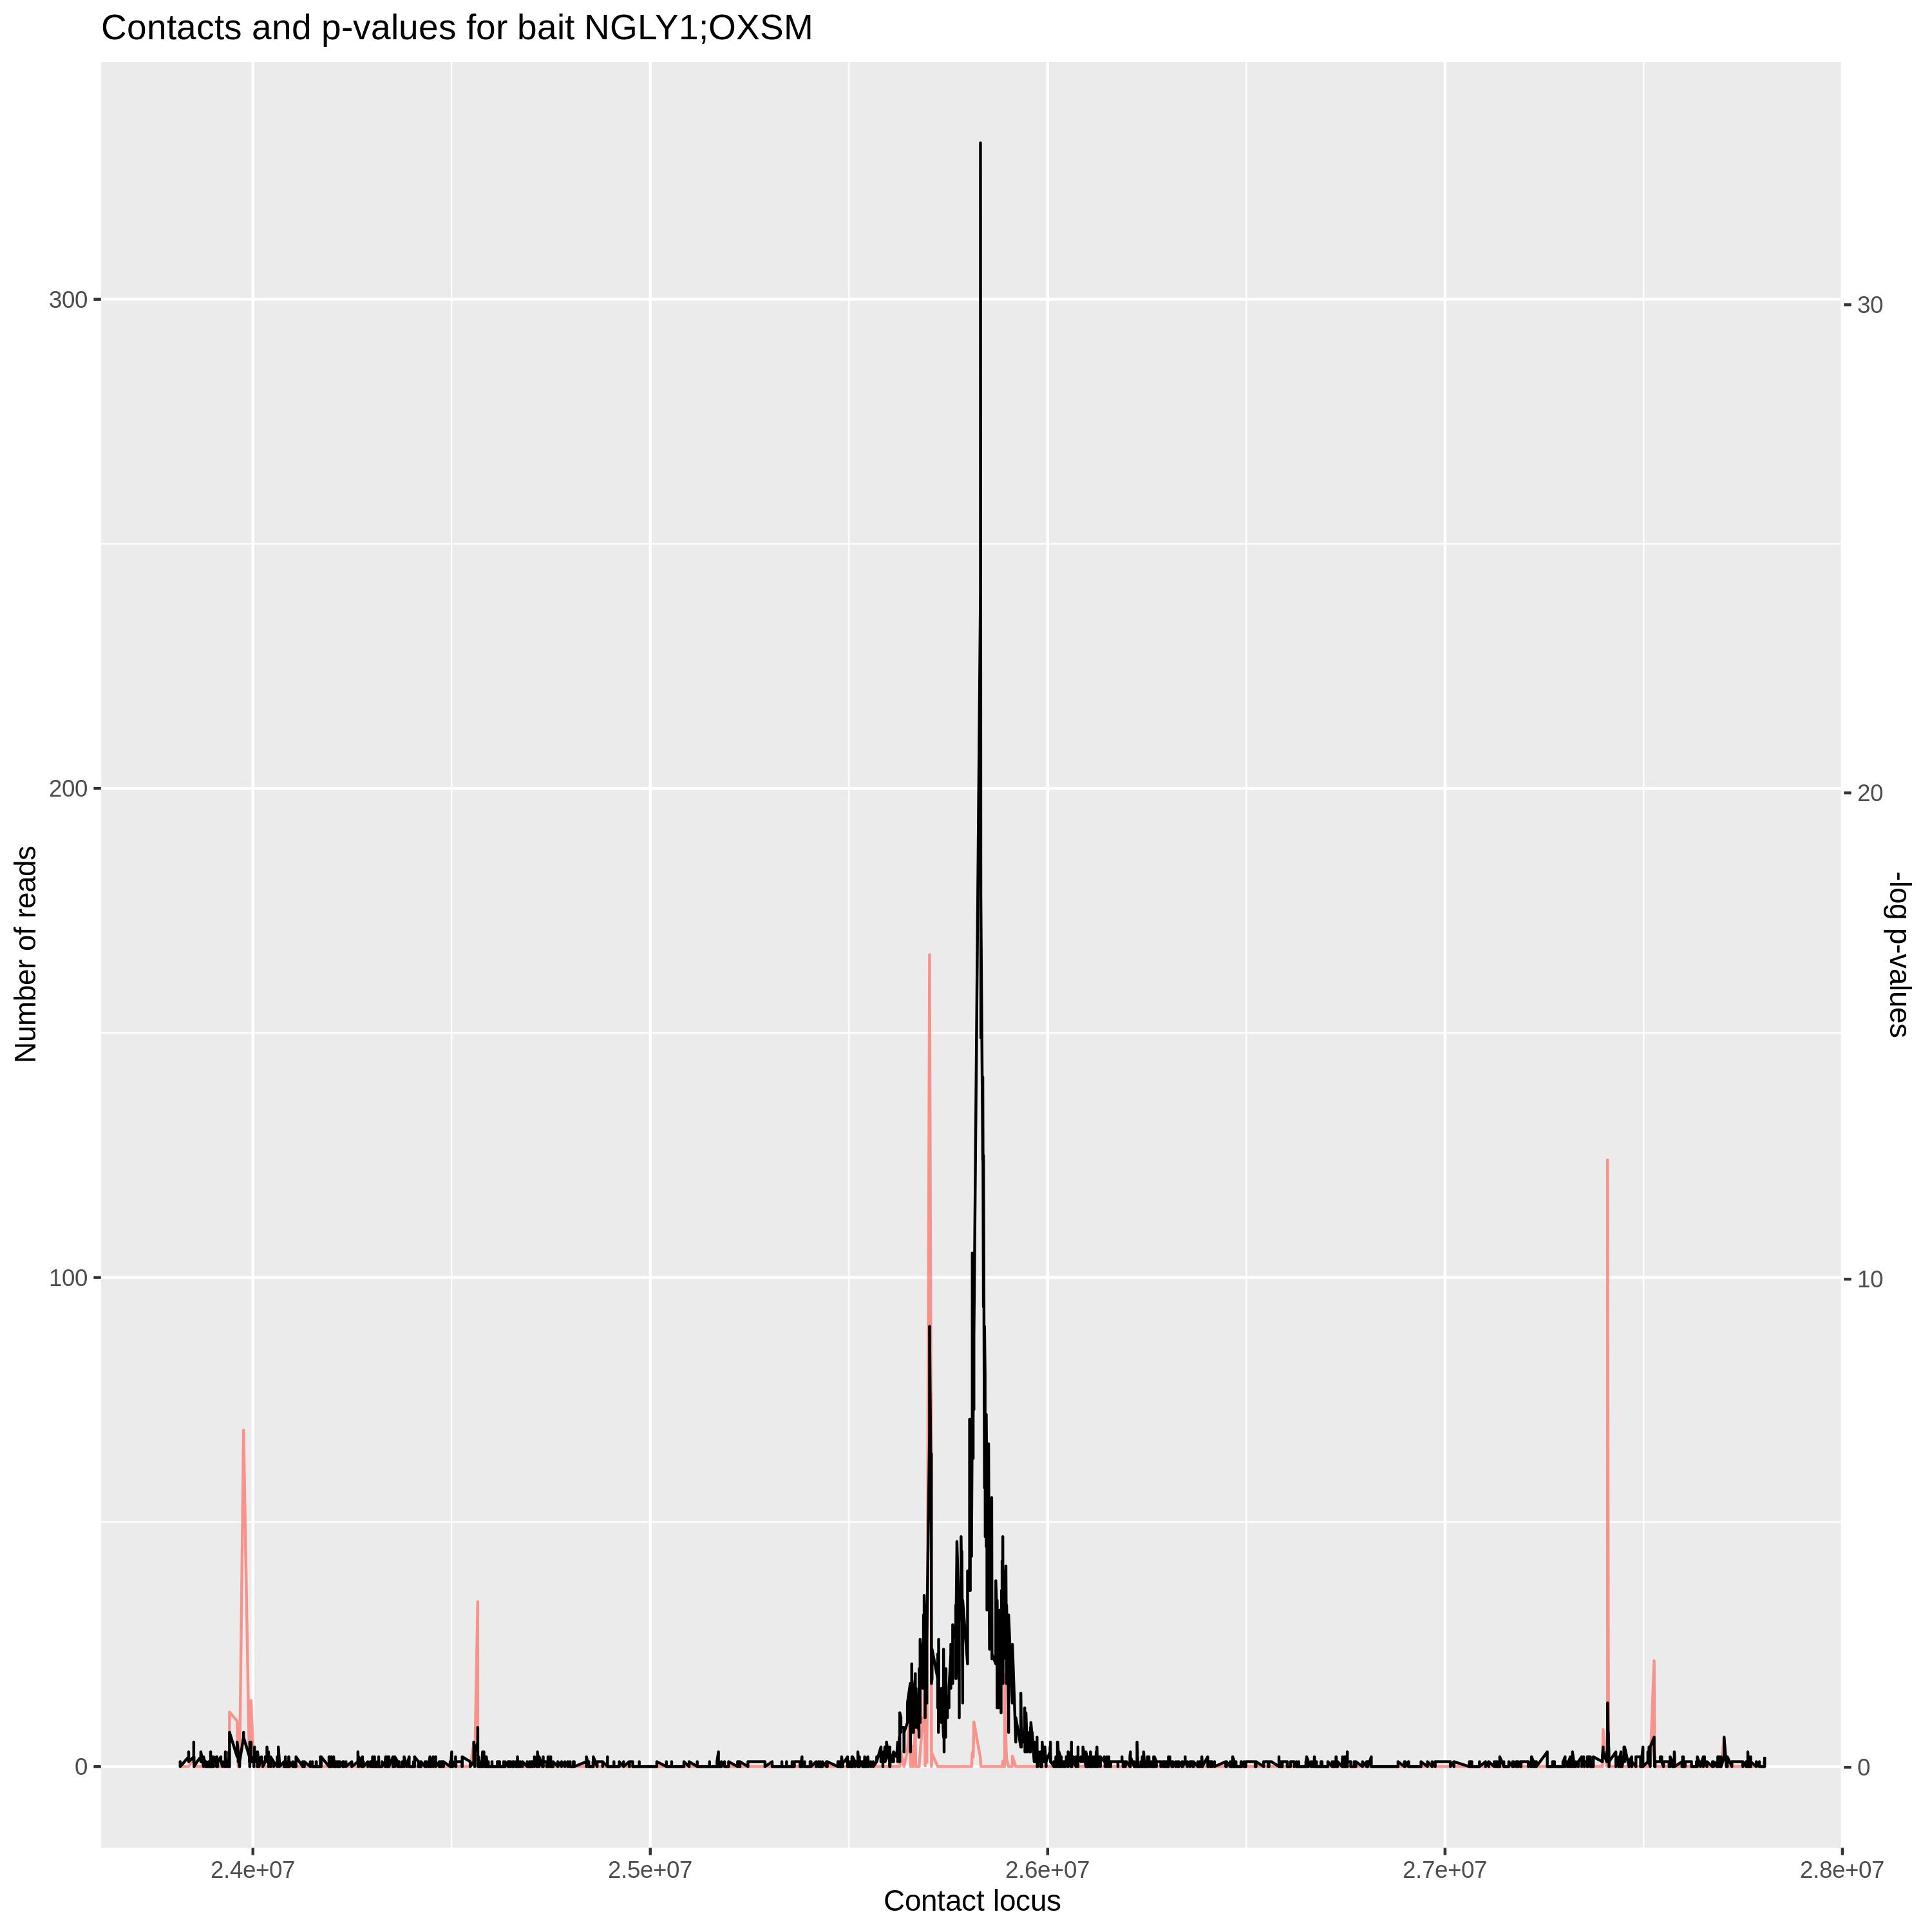 Contacts and p-values for bait NGLY1;OXSM
300
200
100
0
Number of reads
30
20
10
0
-log p-values
2.4e+07
2.5e+07
2.6e+07
2.7e+07
2.8e+07
Contact locus